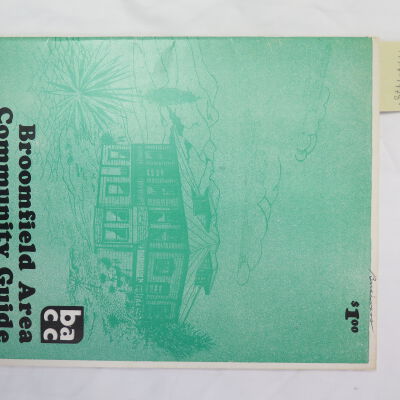 $1.00
Broomfield Area
Community Guide
ba
cc